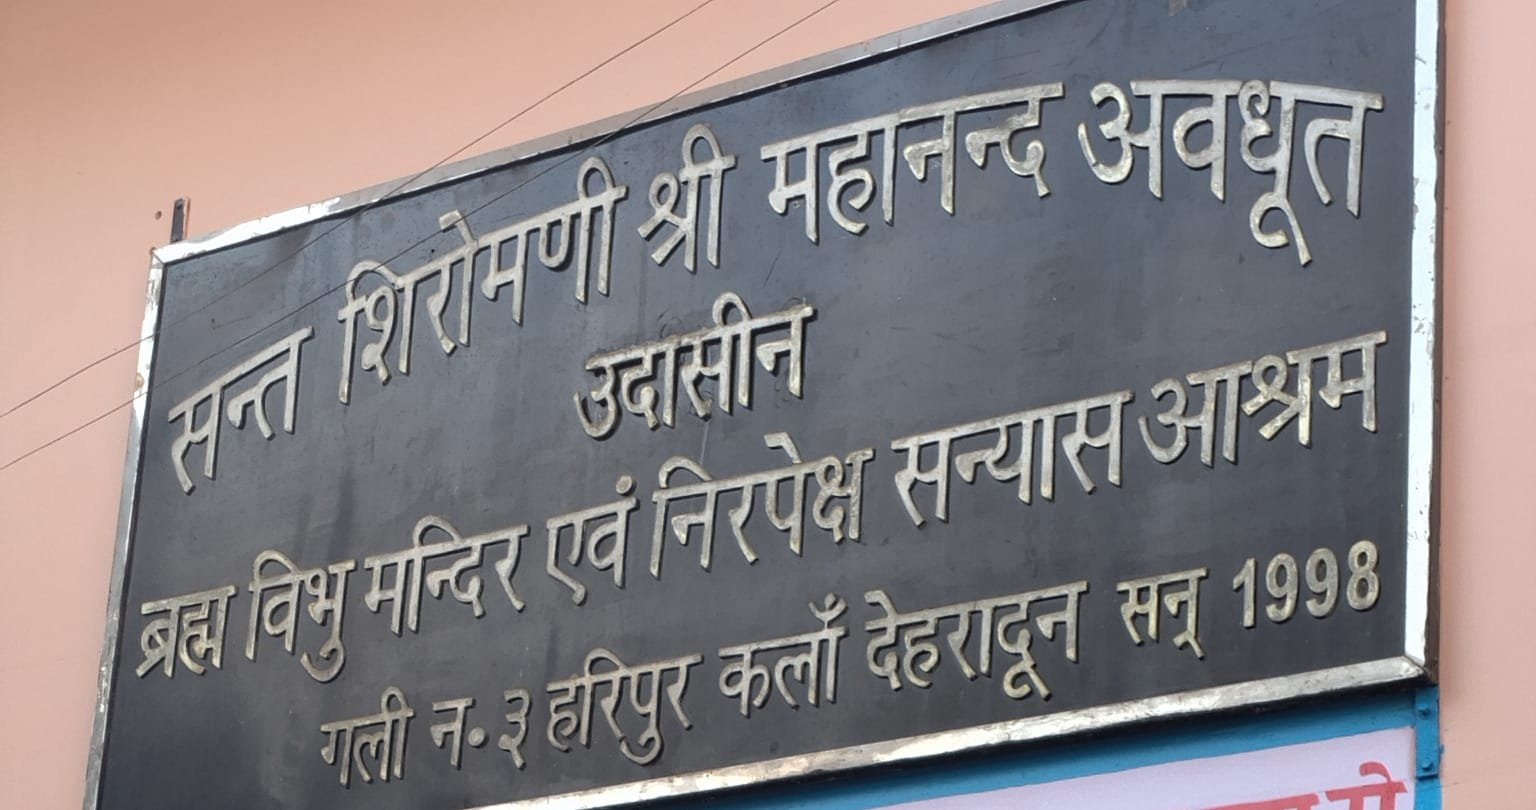 सन्त शिरोमणी श्री महानन्द अवधूत
उदासीन
ब्रह्म विभु मन्दिर एवं निरपेक्ष सन्यास आश्रम
गली न. ३ हरिपुर कलाँ देहरादून सन् 1998